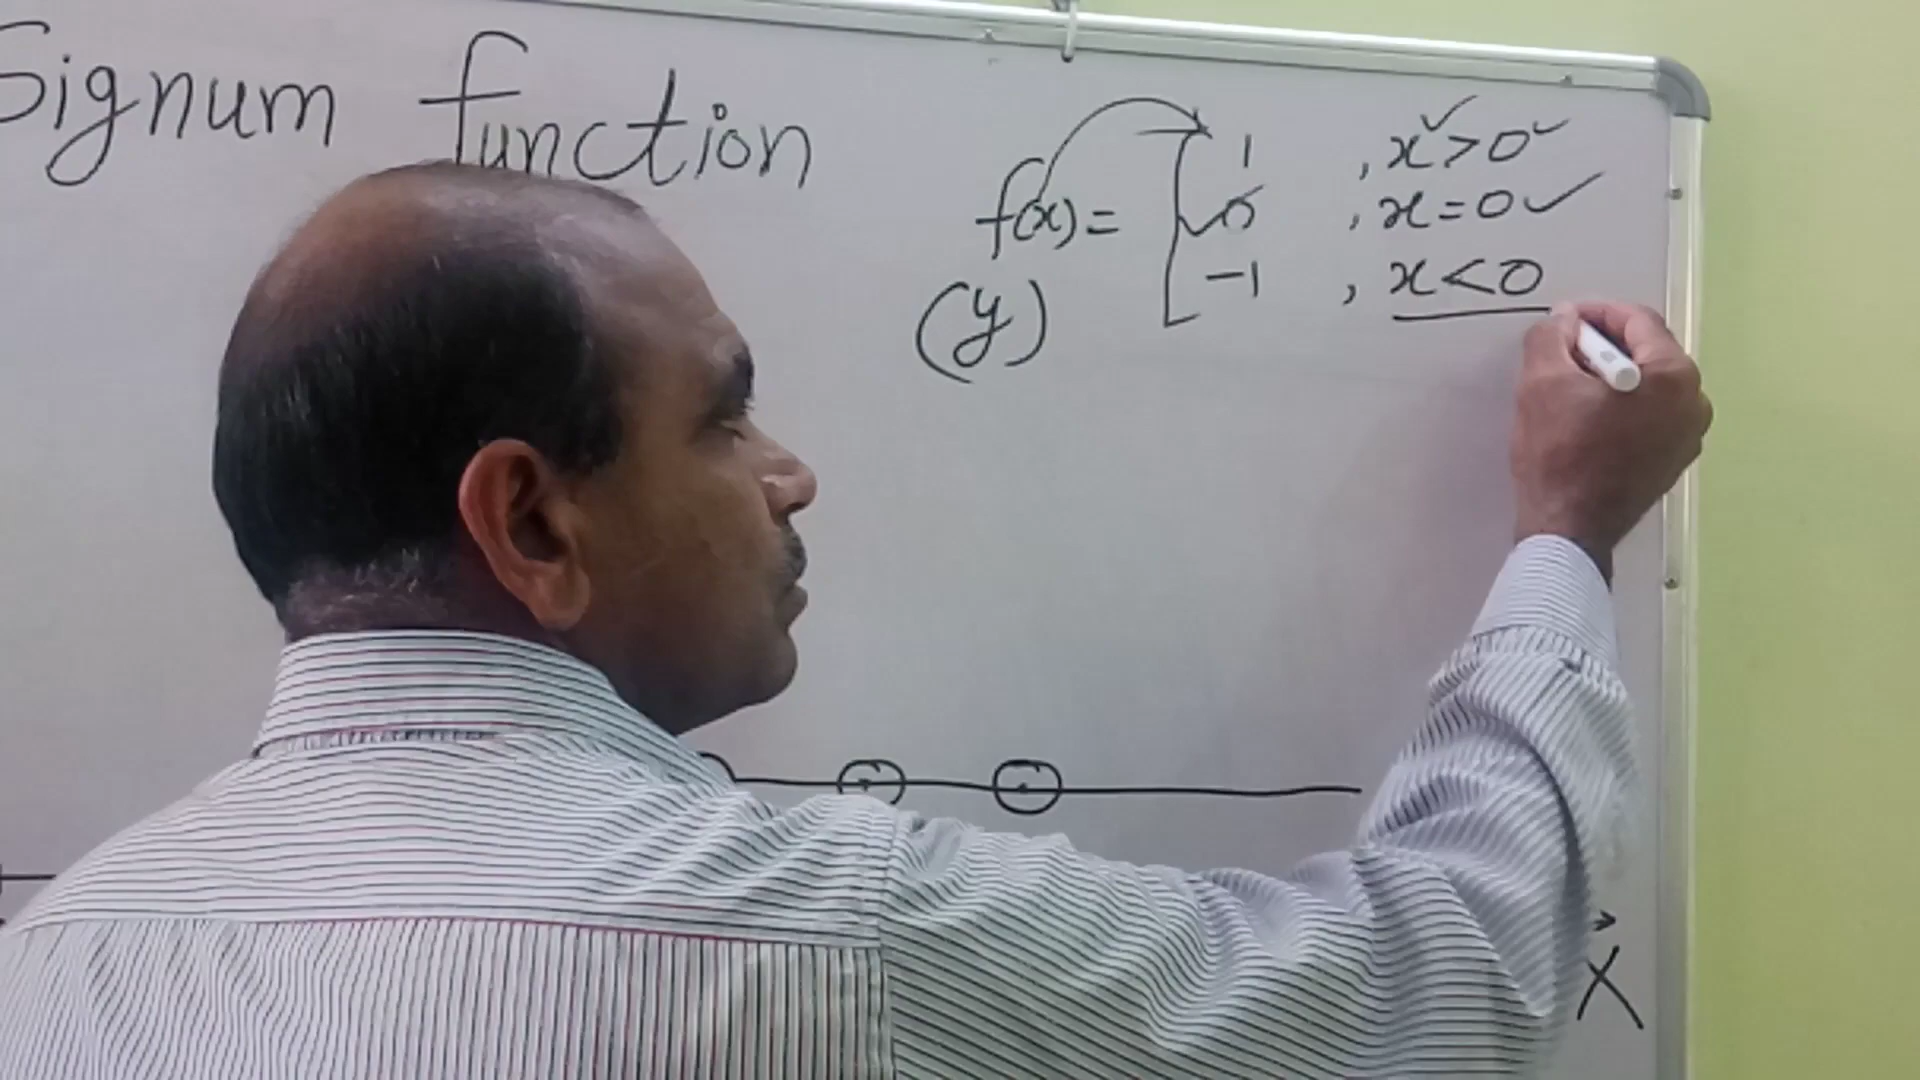 Signum function
f(x) = [ 1 , x > 0
0 , x = 0
-1 , x < 0
(y)
X